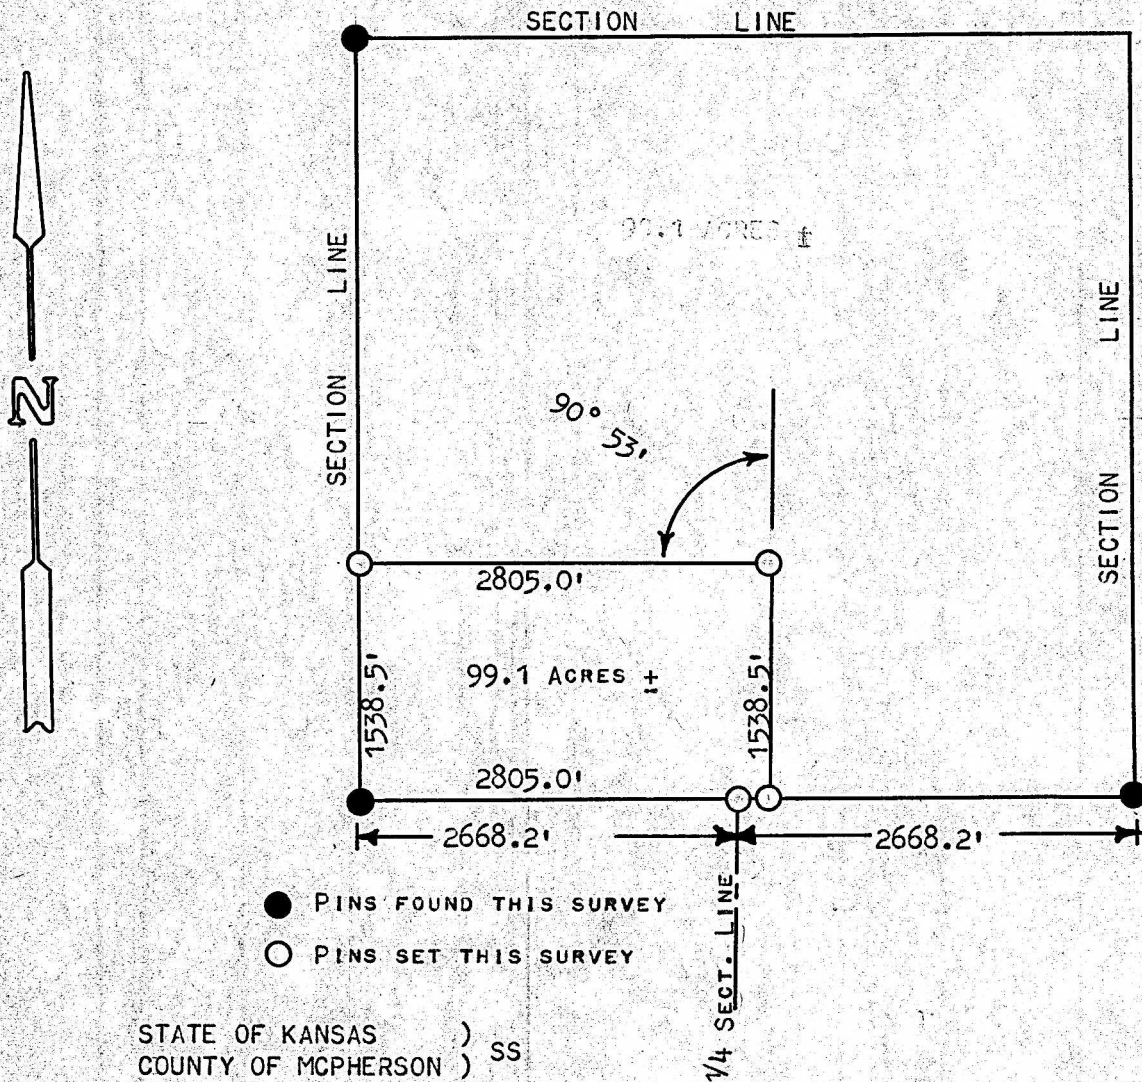 SECTION LINE
SECTION LINE
SECTION LINE
N
90° 53'
2805.0'
1538.5'
99.1 ACRES ±
1538.5'
2805.0'
2668.2'
2668.2'
1/4 SECT. LINE
PINS FOUND THIS SURVEY
PINS SET THIS SURVEY
STATE OF KANSAS )
COUNTY OF MCPHERSON ) SS